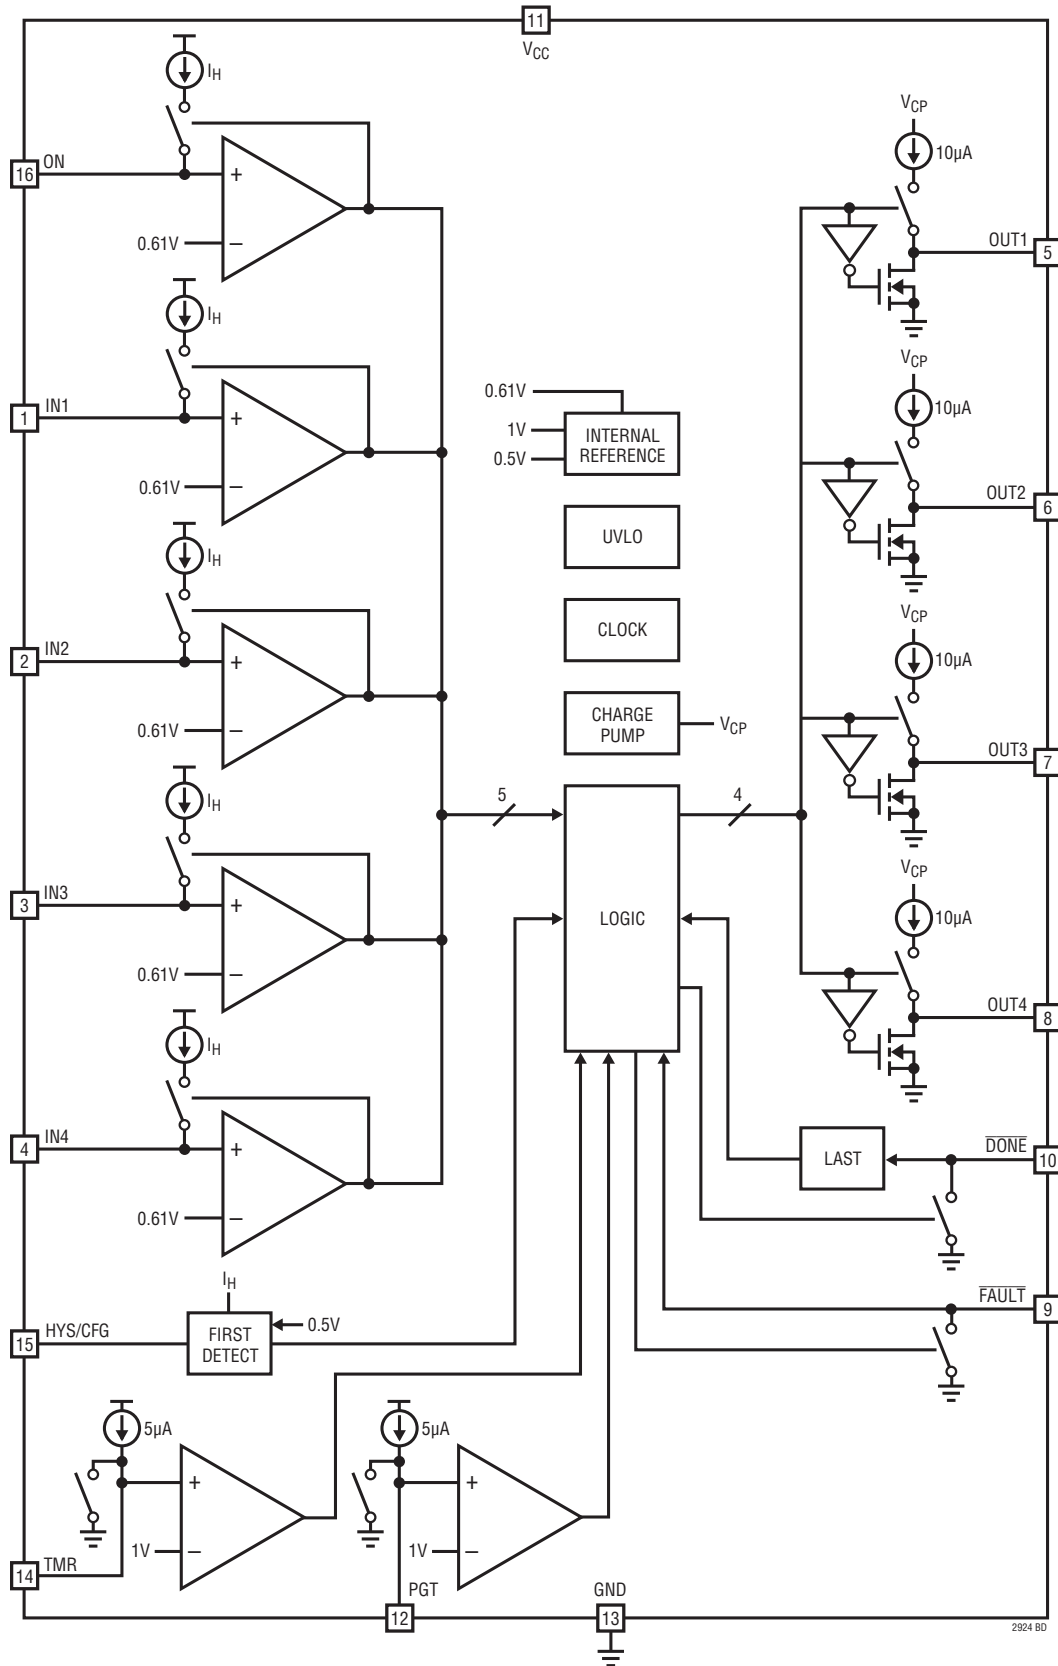 11
VCC
IH
16
ON
+
0.61V
–
IH
1
IN1
+
0.61V
–
IH
2
IN2
+
0.61V
–
IH
3
IN3
+
0.61V
–
IH
4
IN4
+
0.61V
–
IH
15
HYS/CFG
FIRST
DETECT
0.5V
5µA
+
1V
–
14
TMR
5µA
+
1V
–
PGT
12
GND
13
0.61V
1V
0.5V
INTERNAL
REFERENCE
UVLO
CLOCK
CHARGE
PUMP
VCP
5
LOGIC
4
VCP
10µA
OUT1
5
VCP
10µA
OUT2
6
VCP
10µA
OUT3
7
VCP
10µA
OUT4
8
LAST
DONE
10
FAULT
9
2924 BD